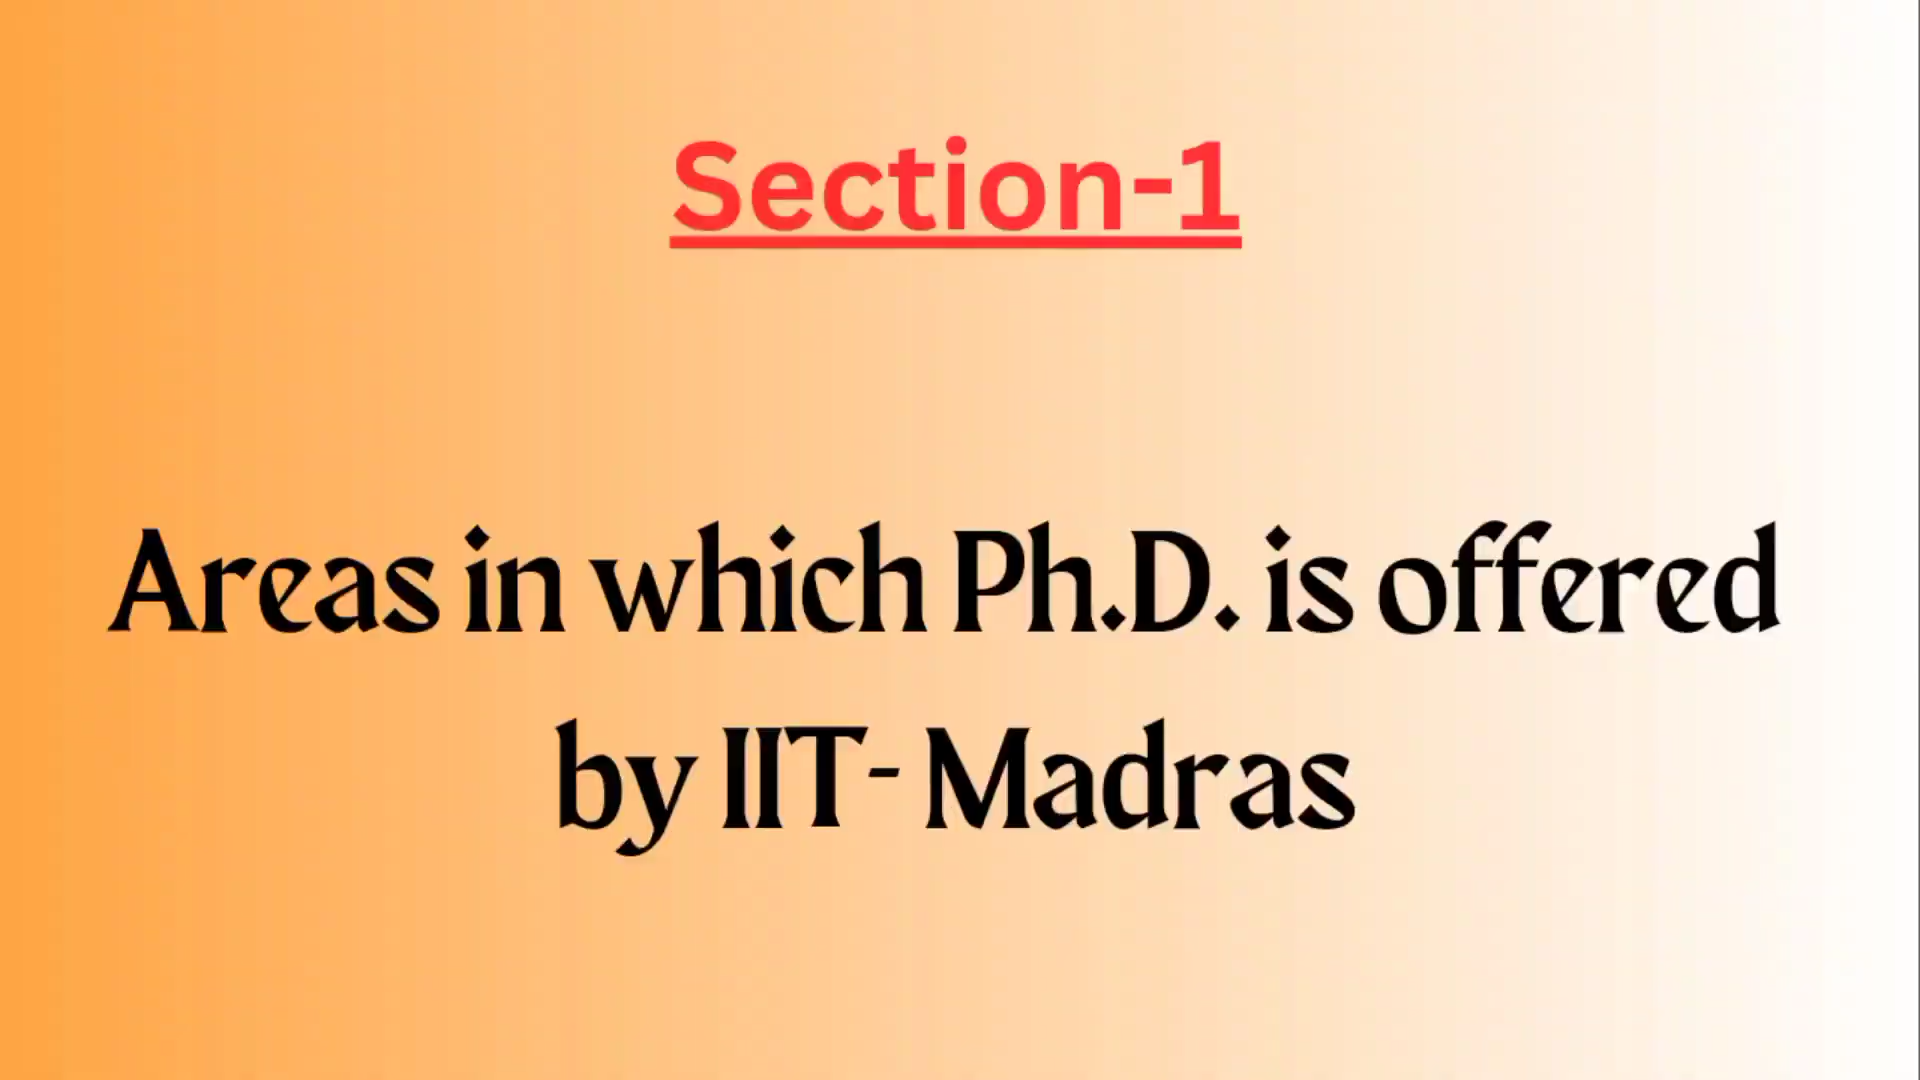 Section-1
Areas in which Ph.D. is offered
by IIT- Madras